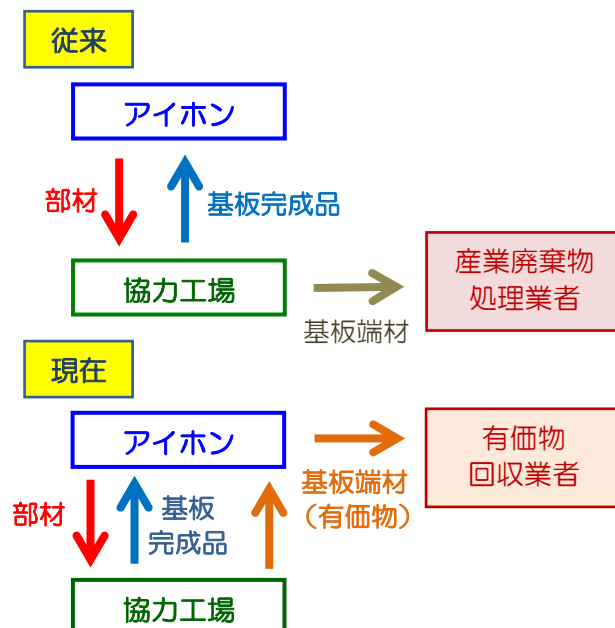 従来
アイホン
部材
基板完成品
産業廃棄物
処理業者
協力工場
基板端材
現在
アイホン
有価物
回収業者
基板端材
（有価物）
部材
基板
完成品
協力工場